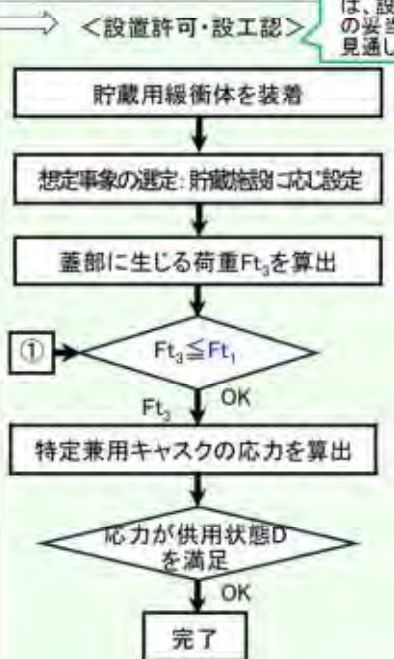 は、設
の妥当
見通し
＜設置許可・設工認＞
貯蔵用緩衝体を装着
想定事象の選定：貯蔵施設に応じ設定
蓋部に生じる荷重Ft₃を算出
①
Ft₃≦Ft₁
Ft₃
OK
特定兼用キャスクの応力を算出
応力が供用状態D
を満足
OK
完了